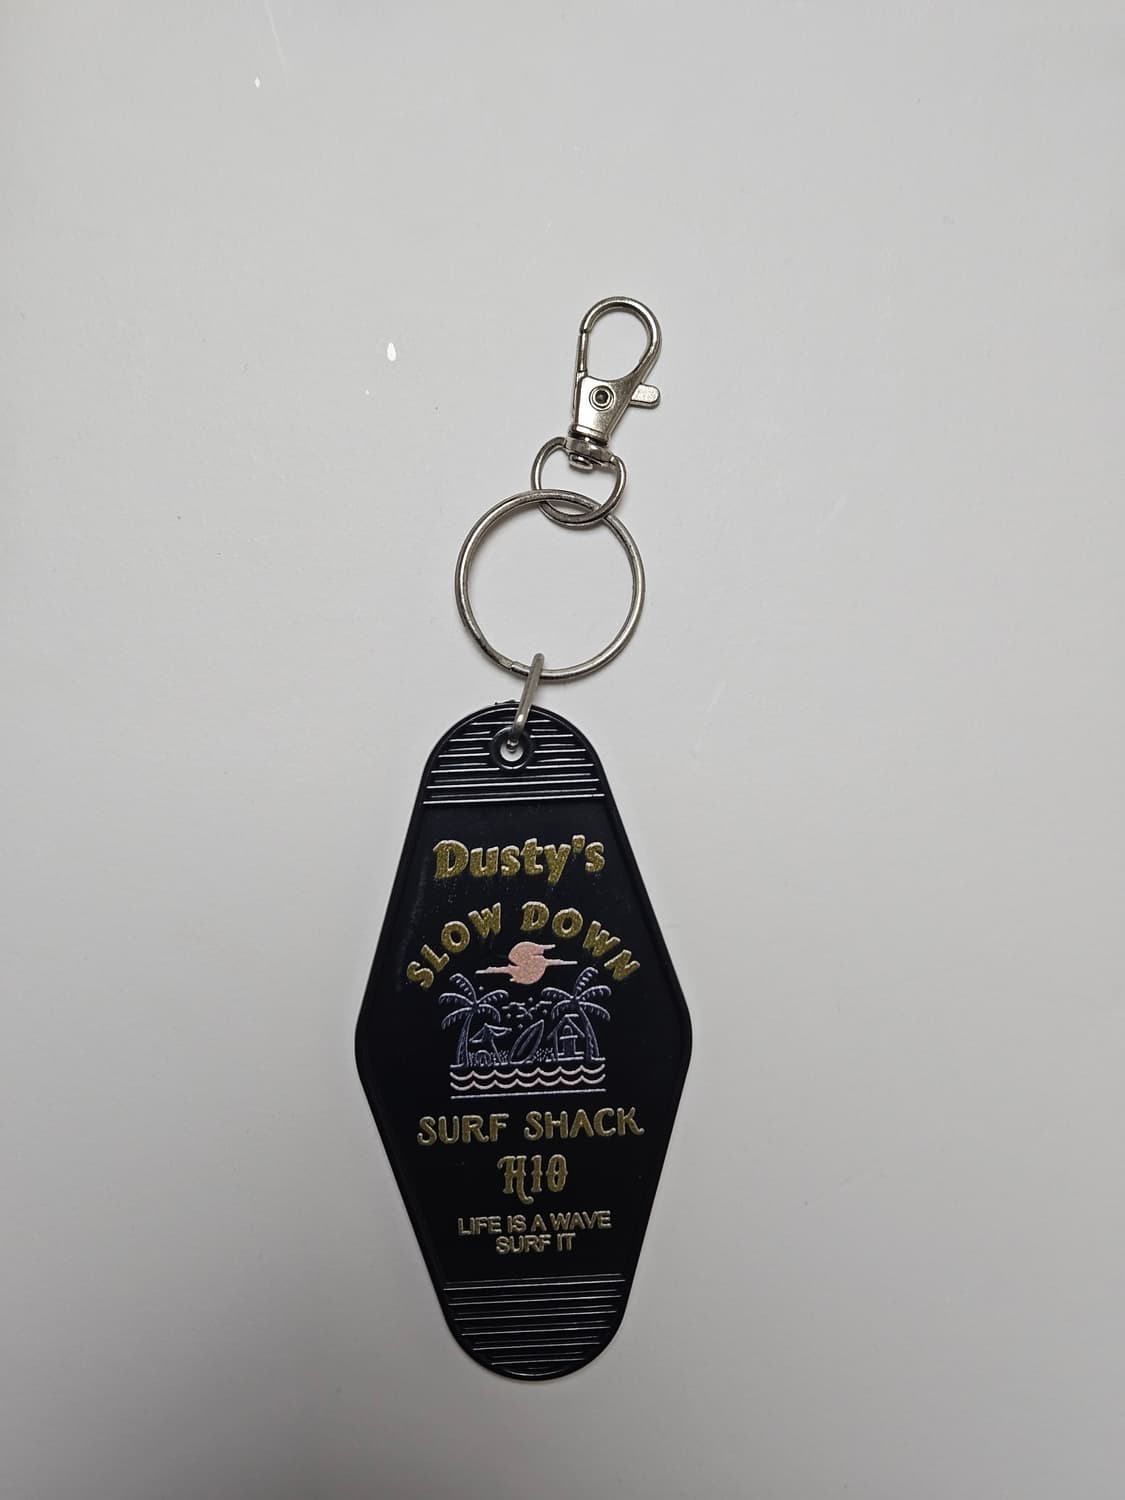 Dusty's
SLOW DOWN
SURF SHACK
H10
LIFE IS A WAVE
SURF IT